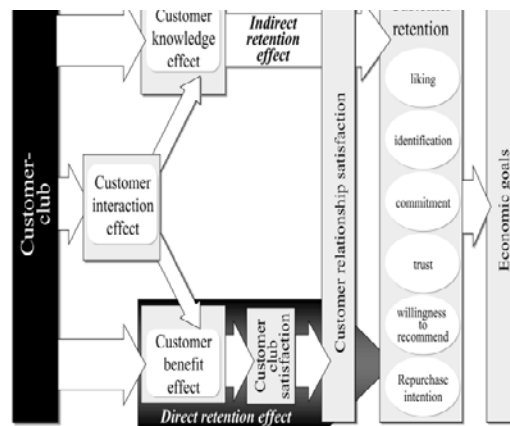 Customer-
club
Customer
knowledge
effect
Customer
interaction
effect
Customer
benefit
effect
Indirect
retention
effect
Customer
club
satisfaction
Direct retention effect
Customer relationship satisfaction
retention
liking
identification
commitment
trust
willingness
to
recommend
Repurchase
intention
Economic goals